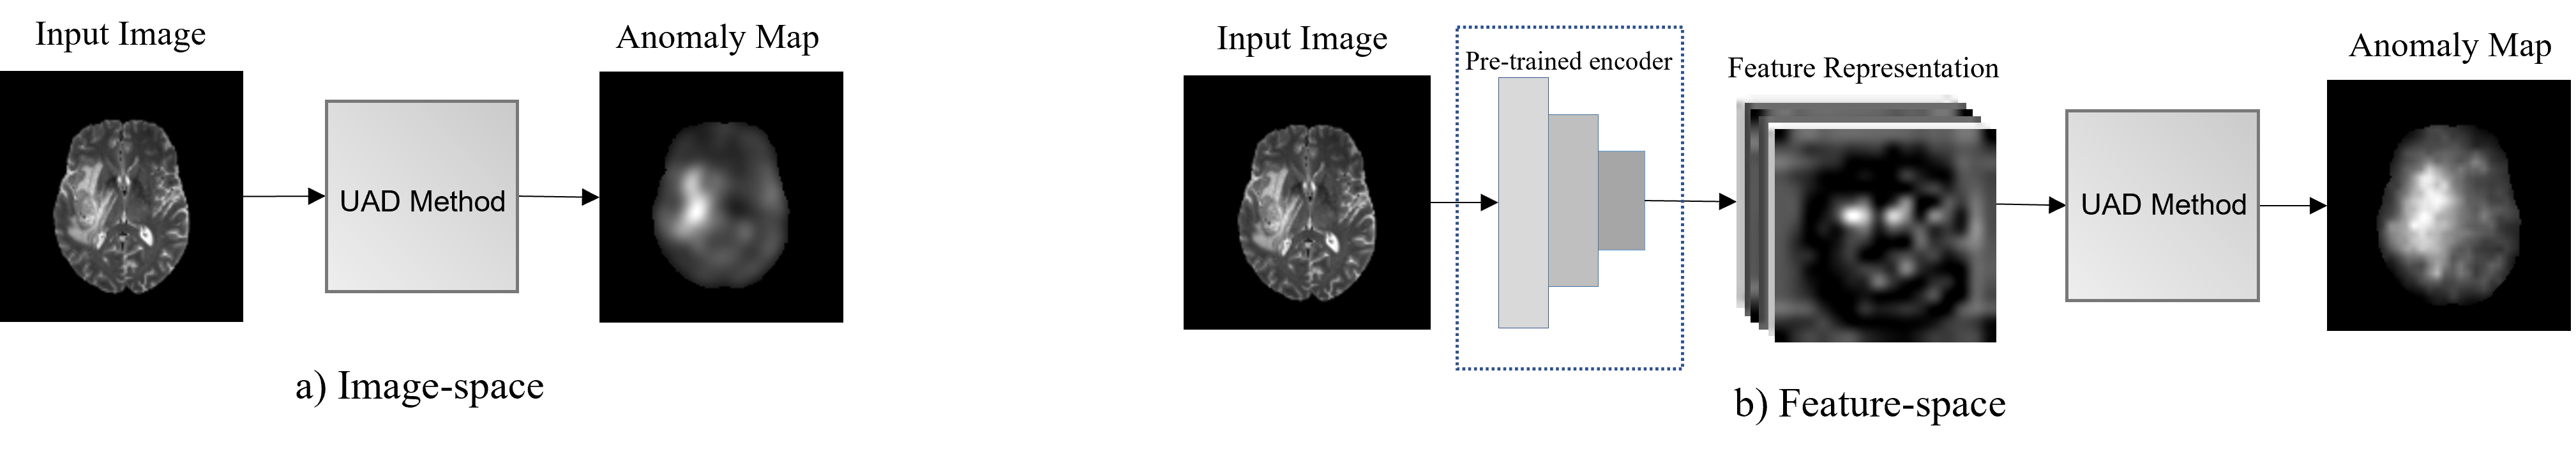 Input Image
Anomaly Map
UAD Method
a) Image-space
Input Image
Pre-trained encoder
Feature Representation
Anomaly Map
UAD Method
b) Feature-space